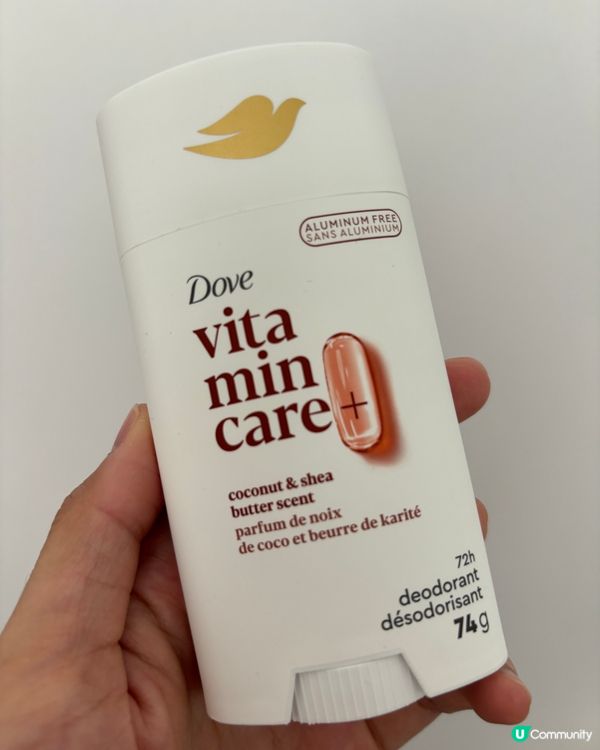 ALUMINUM FREE
SANS ALUMINIUM
Dove
vita
min
care+
coconut & shea
butter scent
parfum de noix
de coco et beurre de karité
72h
deodorant
désodorisant
74g
U Community